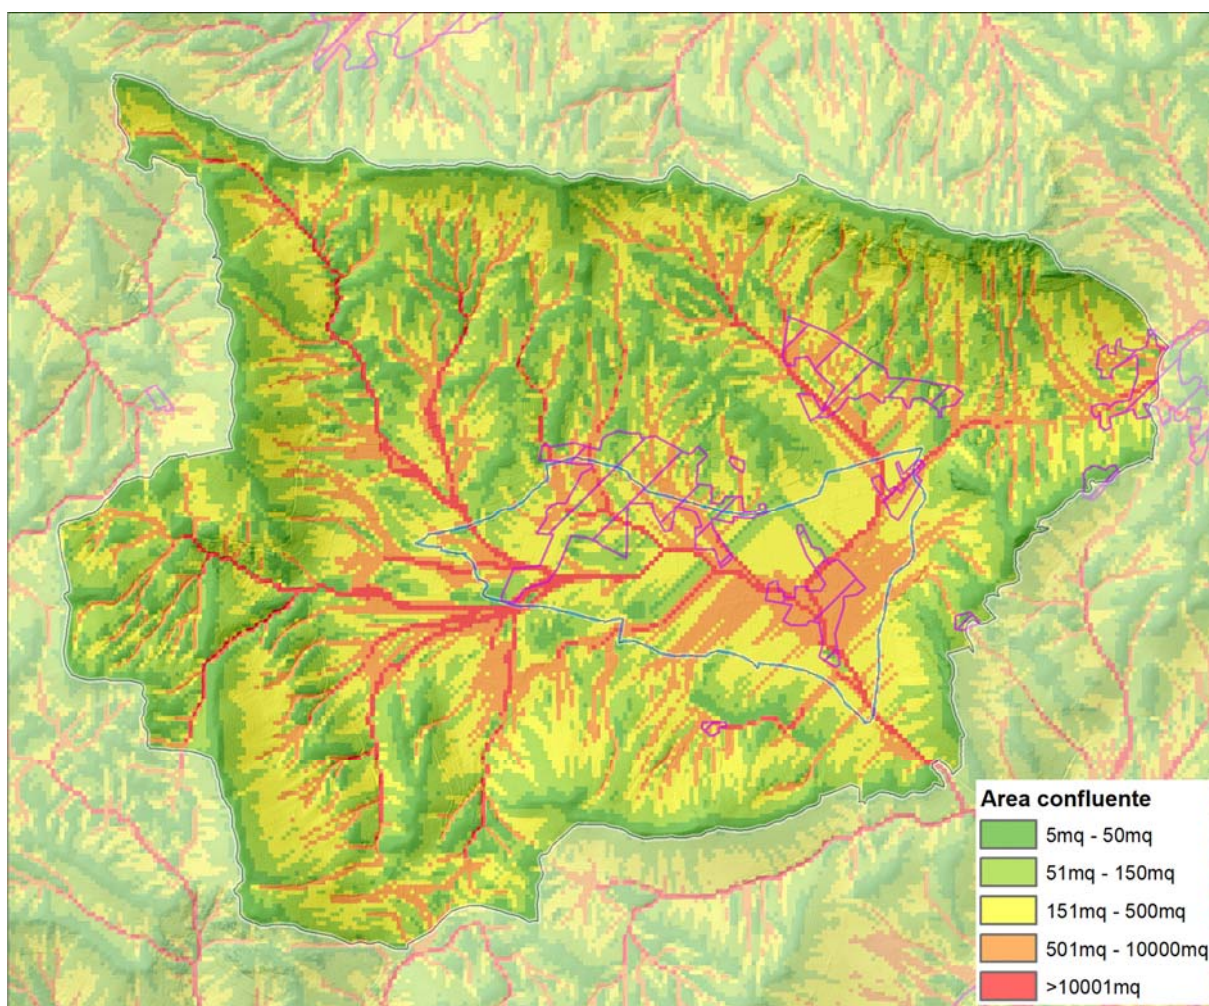 Area confluente
5mq - 50mq
51mq - 150mq
151mq - 500mq
501mq - 10000mq
>10001mq